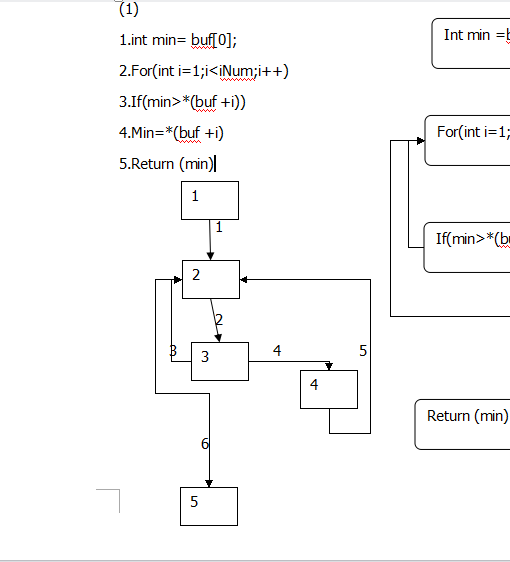 (1)
1.int min= buf[0];
2.For(int i=1;i<iNum;i++)
3.If(min>*(buf +i))
4.Min=*(buf +i)
5.Return (min)
1
1
2
2
3
3
4
5
4
6
5
Int min =b
For(int i=1;
If(min>*(bu
Return (min)